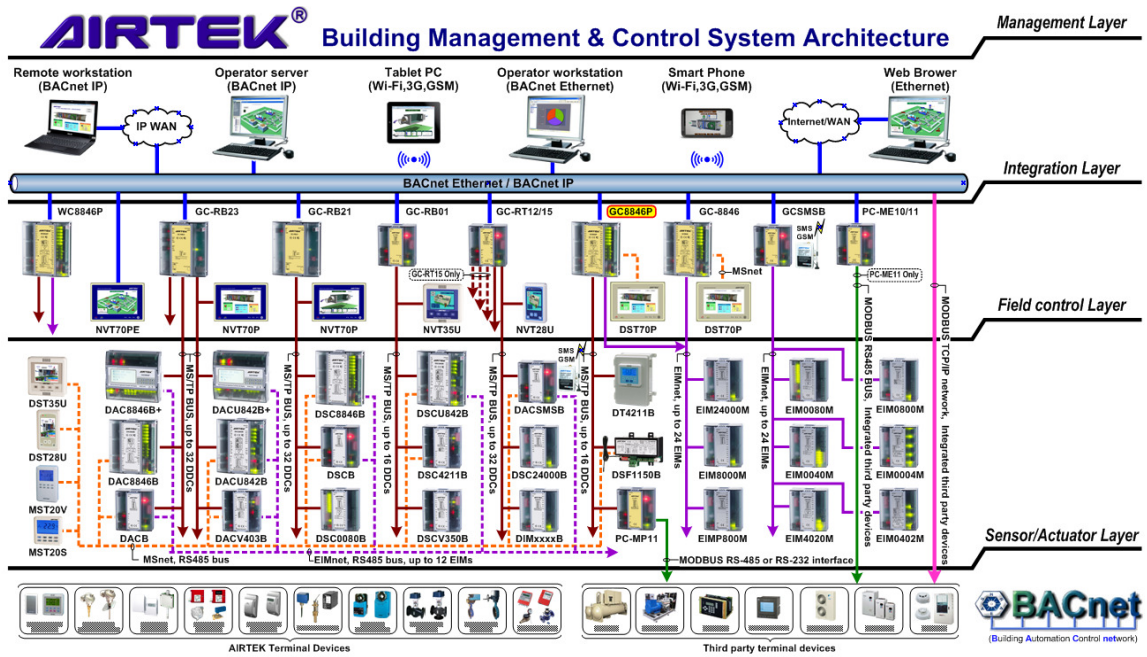 AIRTEK®
Building Management & Control System Architecture
Management Layer
Remote workstation
(BACnet IP)
Operator server
(BACnet IP)
Tablet PC
(Wi-Fi,3G,GSM)
Operator workstation
(BACnet Ethernet)
Smart Phone
(Wi-Fi,3G,GSM)
Web Brower
(Ethernet)
IP WAN
Internet/WAN
Integration Layer
BACnet Ethernet / BACnet IP
WC8846P
GC-RB23
GC-RB21
GC-RB01
GC-RT12/15
GC8846P
GC-8846
GCSMSB
PC-ME10/11
SMS
GSM
GC-RT15 Only
MSnet
PC-ME11 Only
Field control Layer
NVT70PE
NVT70P
NVT70P
NVT35U
NVT28U
DST70P
DST70P
MS/TP BUS, up to 32 DDCs
MS/TP BUS, up to 32 DDCs
MS/TP BUS, up to 16 DDCs
MS/TP BUS, up to 32 DDCs
MS/TP BUS, up to 16 DDCs
EIMnet, up to 24 EIMs
EIMnet, up to 24 EIMs
MODBUS RS485 BUS, Integrated third party devices
MODBUS TCP/IP network, Integrated third party devices
SMS
GSM
DST35U
DAC8846B+
DACU842B+
DSC8846B
DSCU842B
DACSMSB
DT4211B
EIM24000M
EIM0080M
EIM0800M
DST28U
DAC8846B
DACU842B
DSCB
DSC4211B
DSC24000B
DSF1150B
EIM8000M
EIM0040M
EIM0004M
MST20V
MST20S
DACB
DACV403B
DSC0080B
DSCV350B
DIMxxxxB
PC-MP11
EIMP800M
EIM4020M
EIM0402M
Sensor/Actuator Layer
MSnet, RS485 bus
EIMnet, RS485 bus, up to 12 EIMs
MODBUS RS-485 or RS-232 interface
AIRTEK Terminal Devices
Third party terminal devices
BACnet
(Building Automation Control network)